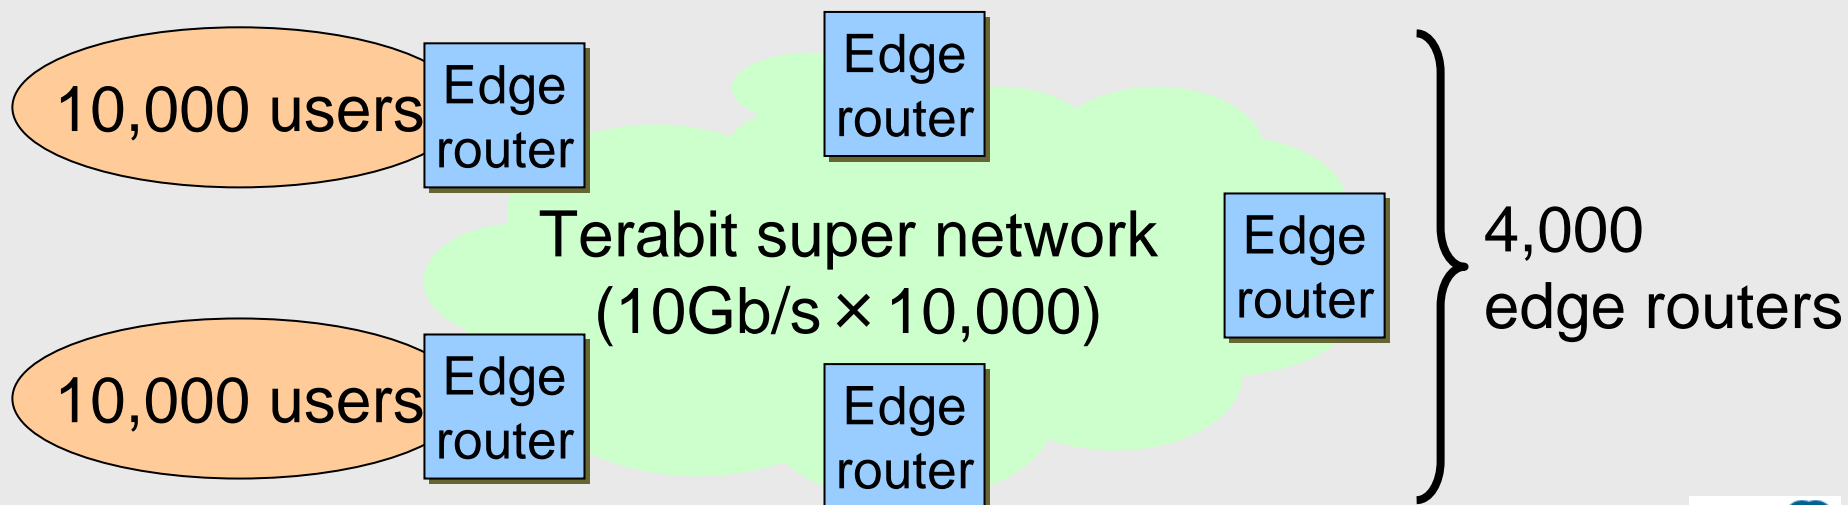 10,000 users
Edge
router
Edge
router
Terabit super network
(10Gb/s×10,000)
Edge
router
4,000
edge routers
10,000 users
Edge
router
Edge
router